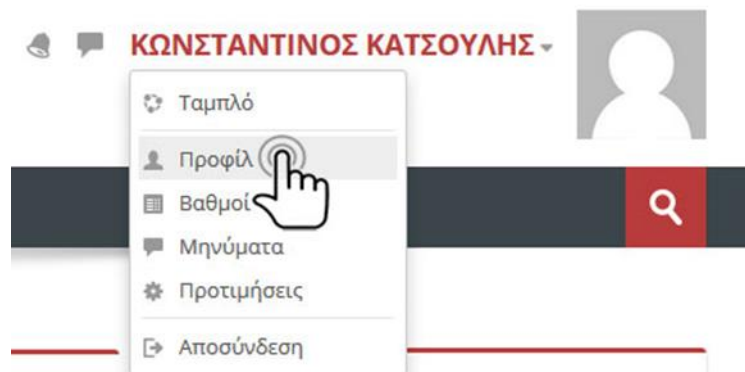 ΚΩΝΣΤΑΝΤΙΝΟΣ ΚΑΤΣΟΥΛΗΣ
Ταμπλό
Προφίλ
Βαθμοί
Μηνύματα
Προτιμήσεις
Αποσύνδεση